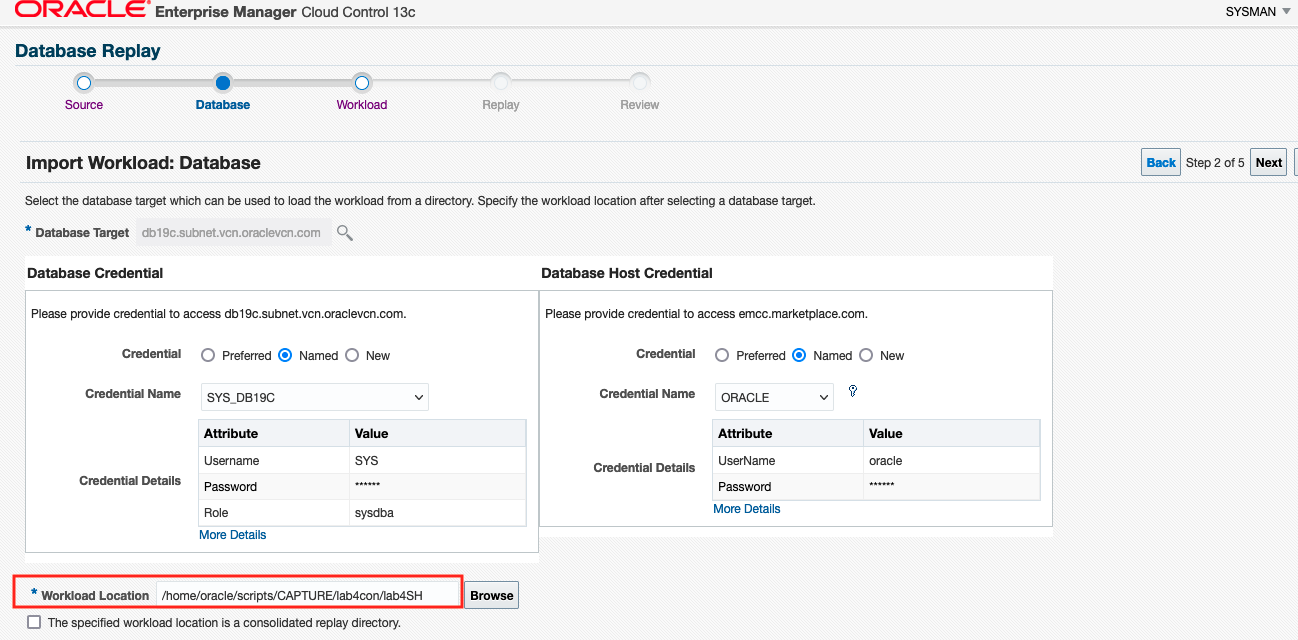 ORACLE Enterprise Manager Cloud Control 13c SYSMAN
Database Replay
Source Database Workload Replay Review
Import Workload: Database Back Step 2 of 5 Next
Select the database target which can be used to load the workload from a directory. Specify the workload location after selecting a database target.
* Database Target db19c.subnet.vcn.oraclevcn.com
Database Credential
Please provide credential to access db19c.subnet.vcn.oraclevcn.com.
Credential Preferred Named New
Credential Name SYS_DB19C
Credential Details
Attribute Value
Username SYS
Password ******
Role sysdba
More Details
Database Host Credential
Please provide credential to access emcc.marketplace.com.
Credential Preferred Named New
Credential Name ORACLE
Credential Details
Attribute Value
UserName oracle
Password ******
More Details
* Workload Location /home/oracle/scripts/CAPTURE/lab4con/lab4SH Browse
The specified workload location is a consolidated replay directory.